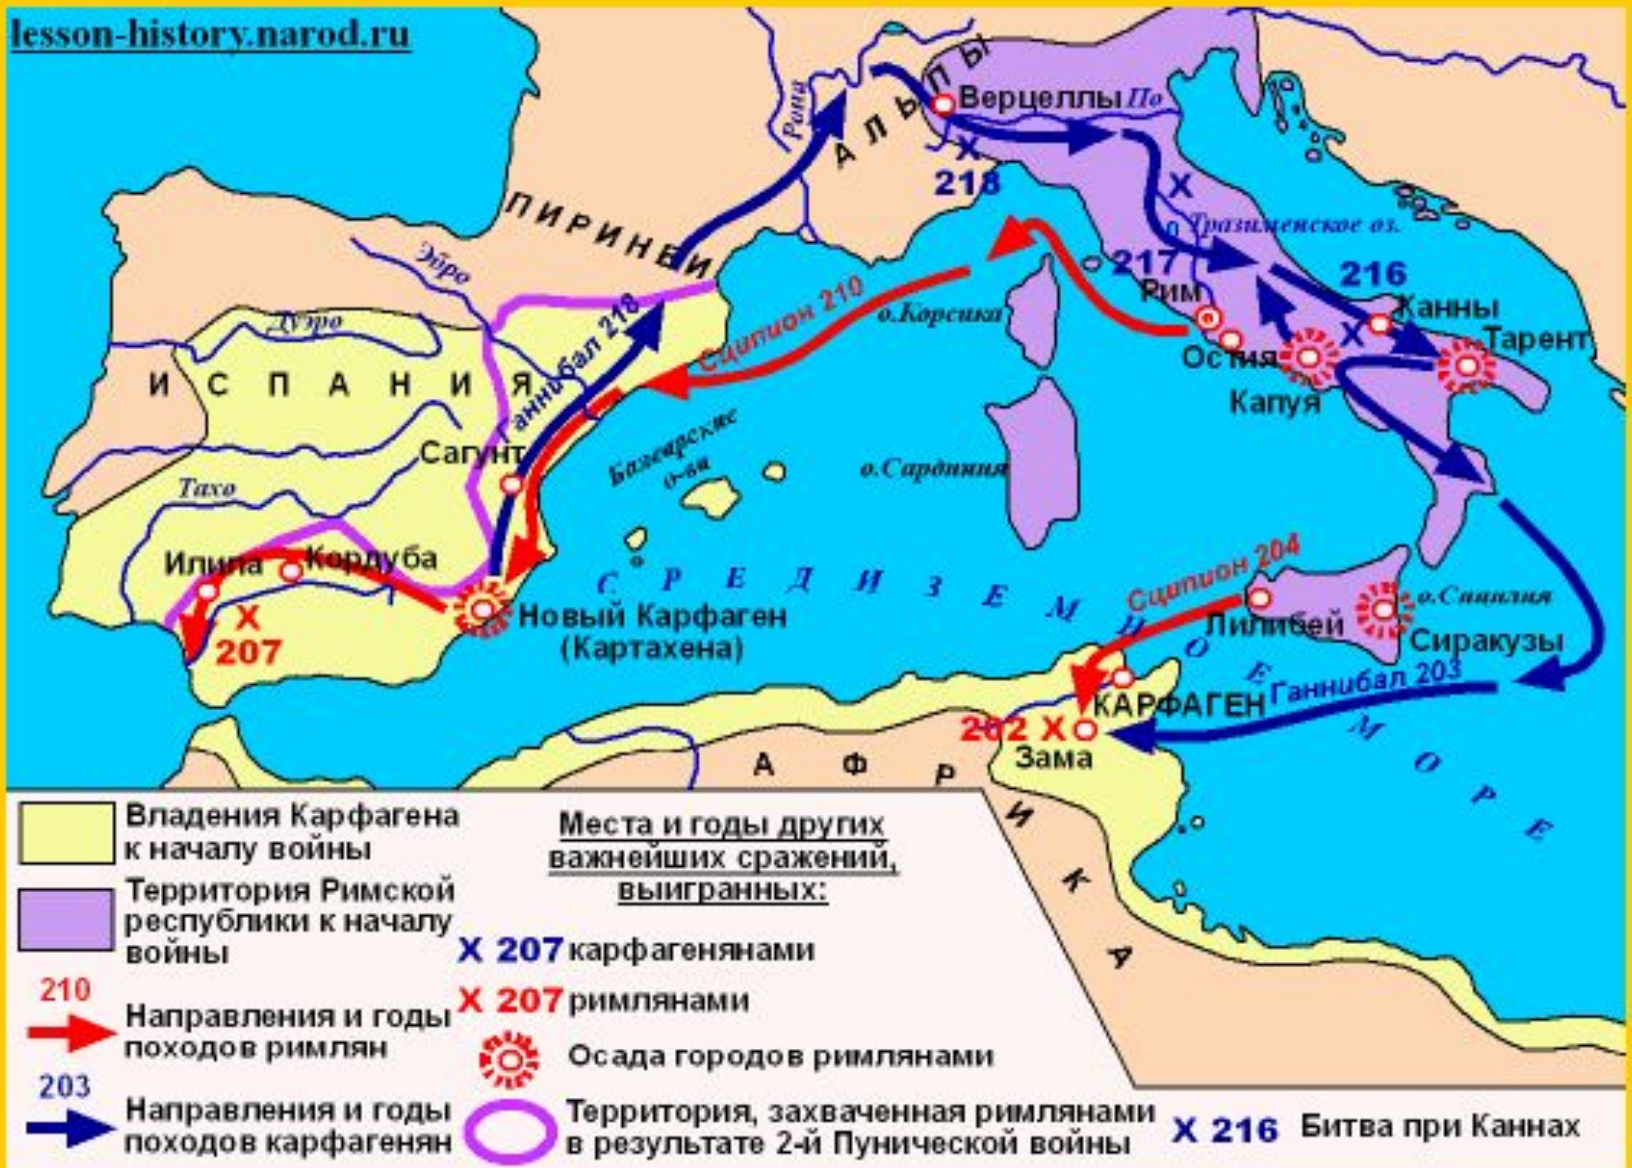 lesson-history.narod.ru
Рона
АЛЬПЫ
Верцеллы
По
X
218
ПИРИНЕИ
X
Тразименское оз.
217
216
Эбро
Рим
Канны
X
Дуэро
Ганнибал 218
Сципион 210
о.Корсика
Остия
Тарент
ИСПАНИЯ
Капуя
Сагунт
Балеарские
о-ва
о.Сардиния
Тахо
Илипа
Кордуба
СРЕДИЗЕМНОЕ МОРЕ
Сципион 204
о.Сицилия
X
207
Новый Карфаген
(Картахена)
Лилибей
Сиракузы
Ганнибал 203
КАРФАГЕН
202 X
Зама
АФРИКА
Владения Карфагена
к началу войны
Территория Римской
республики к началу
войны
210
Направления и годы
походов римлян
203
Направления и годы
походов карфагенян
Места и годы других
важнейших сражений,
выигранных:
X 207 карфагенянами
X 207 римлянами
Осада городов римлянами
Территория, захваченная римлянами
в результате 2-й Пунической войны
X 216 Битва при Каннах